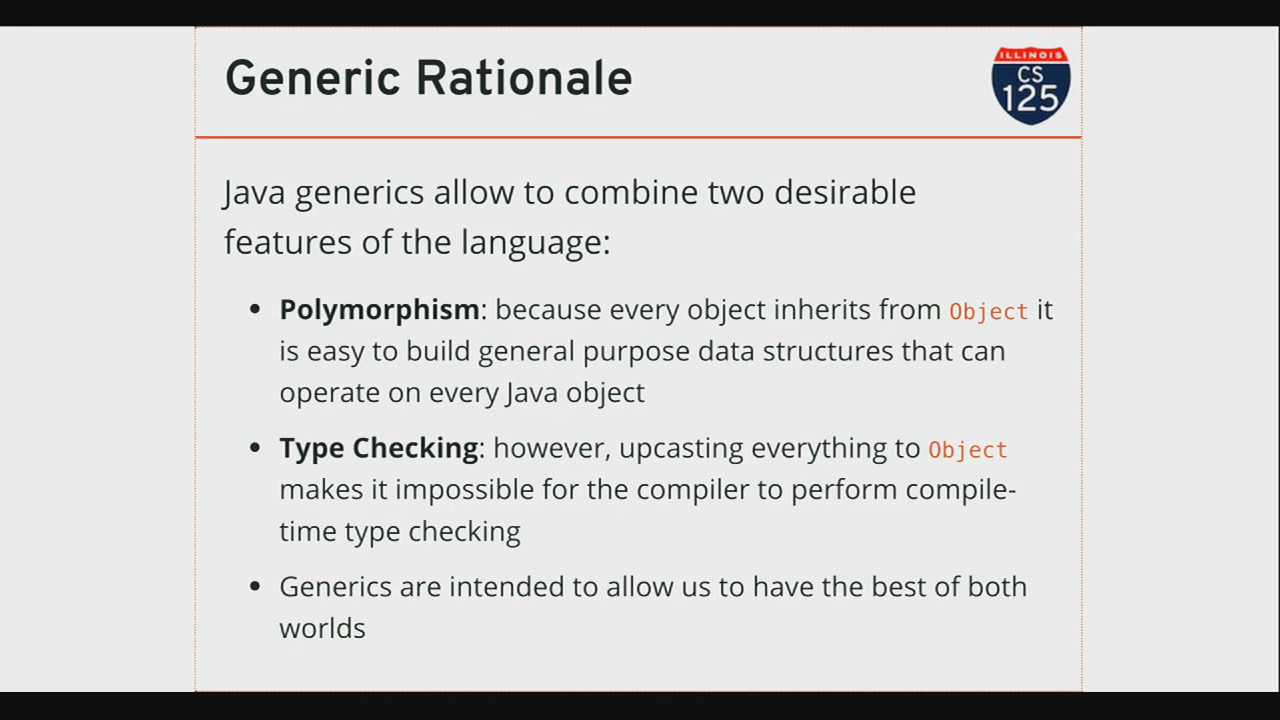 Generic Rationale
ILLINOIS
CS
125
Java generics allow to combine two desirable
features of the language:
• Polymorphism: because every object inherits from Object it
is easy to build general purpose data structures that can
operate on every Java object
• Type Checking: however, upcasting everything to Object
makes it impossible for the compiler to perform compile-
time type checking
• Generics are intended to allow us to have the best of both
worlds